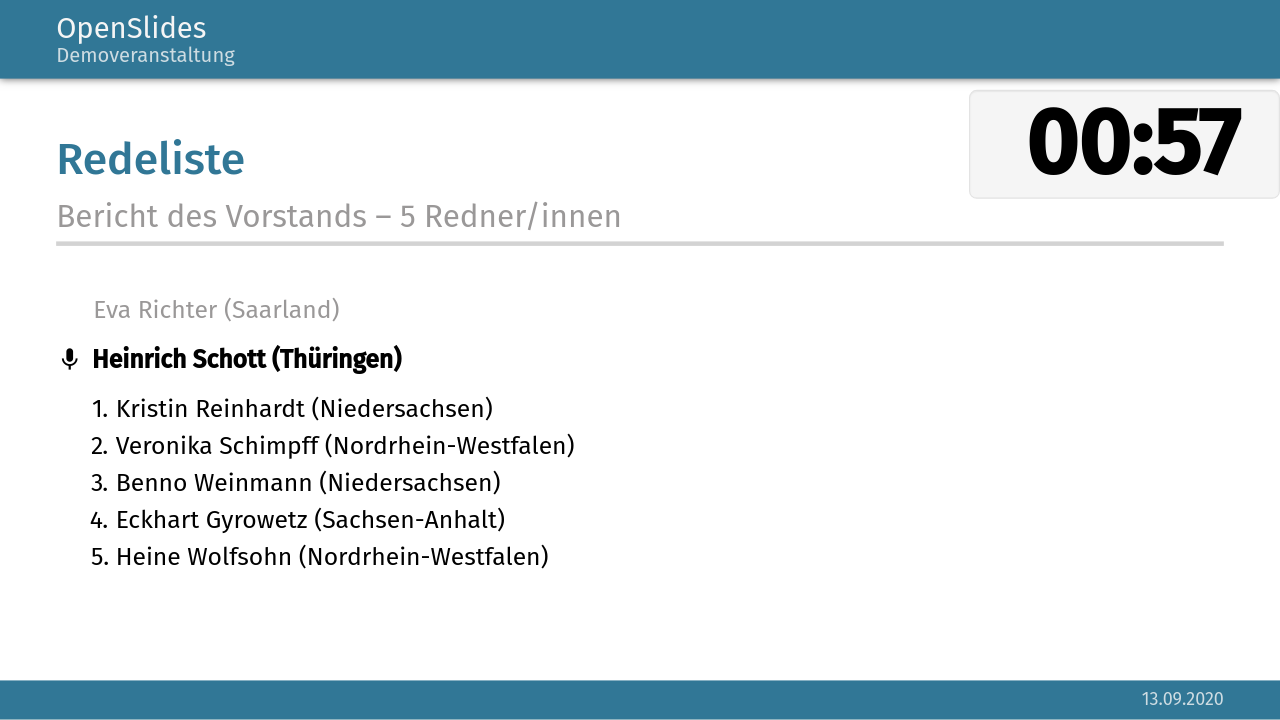 OpenSlides
Demoveranstaltung
00:57
Redeliste
Bericht des Vorstands – 5 Redner/innen
Eva Richter (Saarland)
Heinrich Schott (Thüringen)
1. Kristin Reinhardt (Niedersachsen)
2. Veronika Schimpff (Nordrhein-Westfalen)
3. Benno Weinmann (Niedersachsen)
4. Eckhart Gyrowetz (Sachsen-Anhalt)
5. Heine Wolfsohn (Nordrhein-Westfalen)
13.09.2020